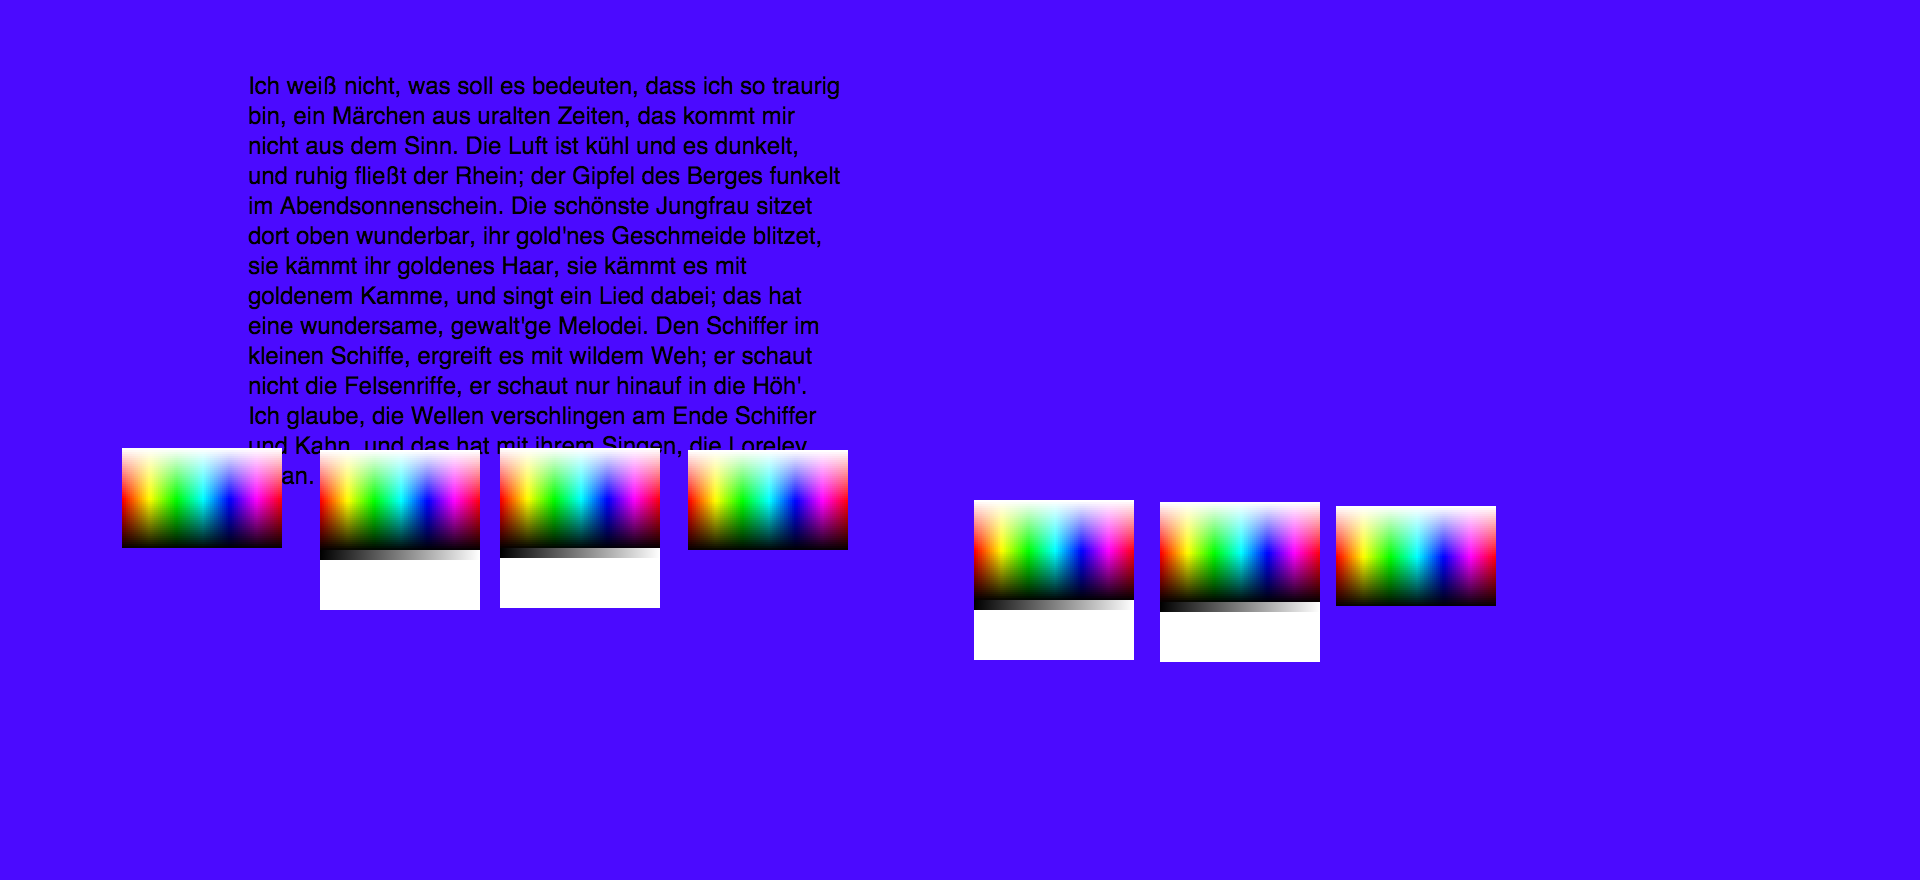 Ich weiß nicht, was soll es bedeuten, dass ich so traurig
bin, ein Märchen aus uralten Zeiten, das kommt mir
nicht aus dem Sinn. Die Luft ist kühl und es dunkelt,
und ruhig fließt der Rhein; der Gipfel des Berges funkelt
im Abendsonnenschein. Die schönste Jungfrau sitzet
dort oben wunderbar, ihr gold'nes Geschmeide blitzet,
sie kämmt ihr goldenes Haar, sie kämmt es mit
goldenem Kamme, und singt ein Lied dabei; das hat
eine wundersame, gewalt'ge Melodei. Den Schiffer im
kleinen Schiffe, ergreift es mit wildem Weh; er schaut
nicht die Felsenriffe, er schaut nur hinauf in die Höh'.
Ich glaube, die Wellen verschlingen am Ende Schiffer
und Kahn, und das hat mit ihrem Singen, die Loreley
an.